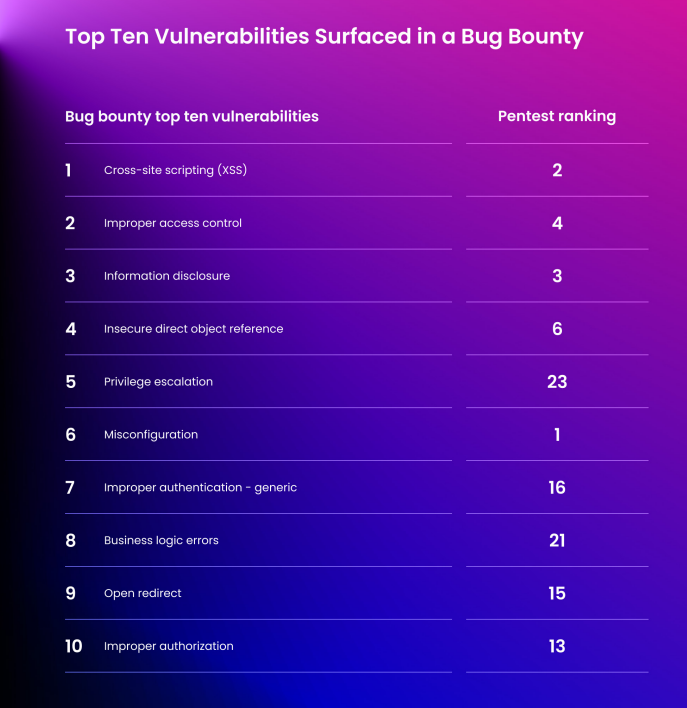 Top Ten Vulnerabilities Surfaced in a Bug Bounty
Bug bounty top ten vulnerabilities Pentest ranking
1 Cross-site scripting (XSS) 2
2 Improper access control 4
3 Information disclosure 3
4 Insecure direct object reference 6
5 Privilege escalation 23
6 Misconfiguration 1
7 Improper authentication - generic 16
8 Business logic errors 21
9 Open redirect 15
10 Improper authorization 13